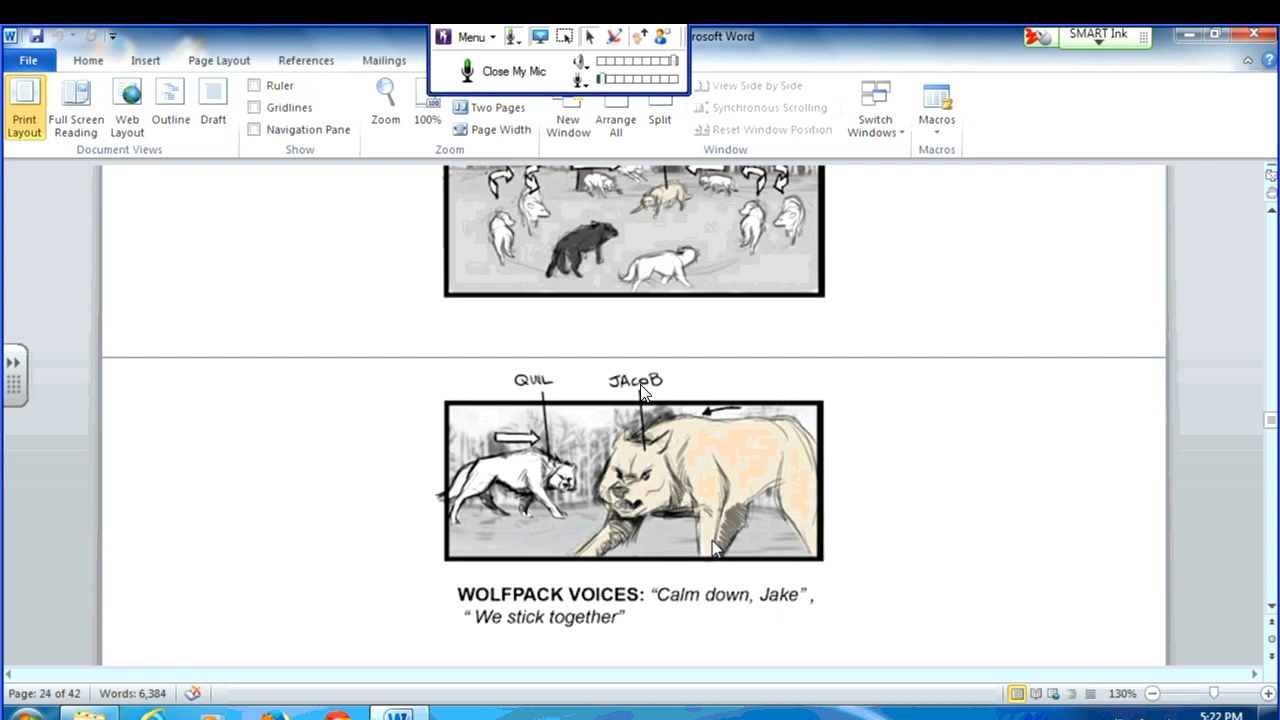 Menu
rosoft Word
SMART Ink
File Home Insert Page Layout References Mailings
Close My Mic
Print Layout
Full Screen Reading
Web Layout
Outline
Draft
Document Views
Ruler
Gridlines
Navigation Pane
Show
Zoom
100%
Two Pages
Page Width
Zoom
New Window
Arrange All
Split
View Side by Side
Synchronous Scrolling
Reset Window Position
Window
Switch Windows
Macros
Macros
QUIL JACOB
WOLFPACK VOICES: “Calm down, Jake” ,
“ We stick together”
Page: 24 of 42 Words: 6,384 130%
5:22 PM